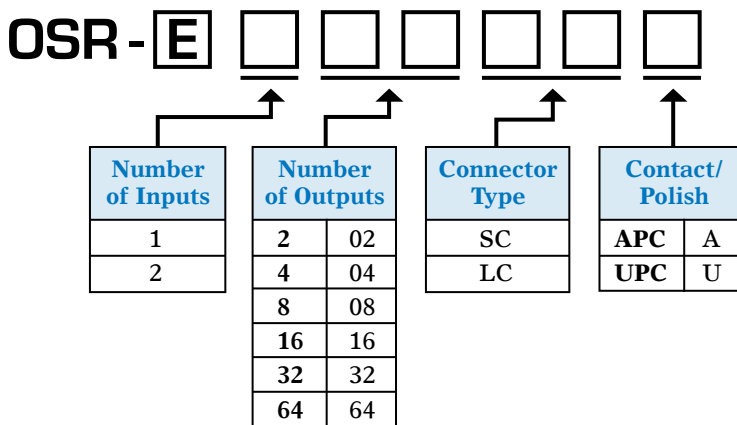 OSR-E
Number of Inputs
1
2
Number of Outputs
2 02
4 04
8 08
16 16
32 32
64 64
Connector Type
SC
LC
Contact/ Polish
APC A
UPC U